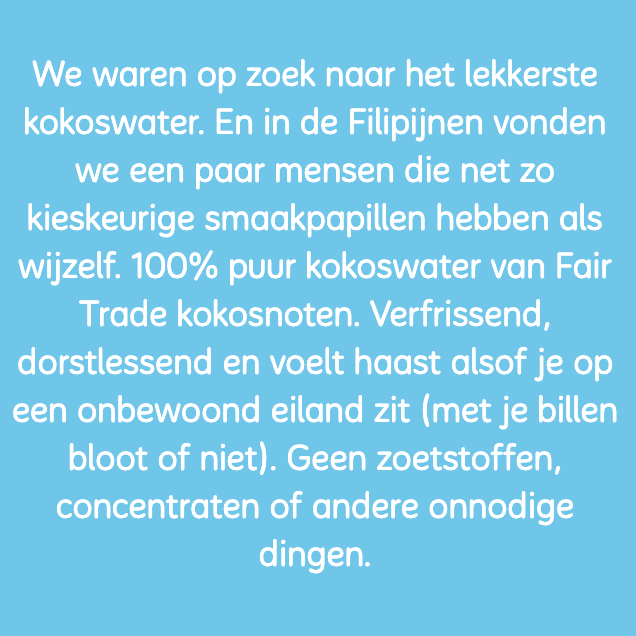 We waren op zoek naar het lekkerste
kokoswater. En in de Filipijnen vonden
we een paar mensen die net zo
kieskeurige smaakpapillen hebben als
wijzelf. 100% puur kokoswater van Fair
Trade kokosnoten. Verfrissend,
dorstlessend en voelt haast alsof je op
een onbewoond eiland zit (met je billen
bloot of niet). Geen zoetstoffen,
concentraten of andere onnodige
dingen.